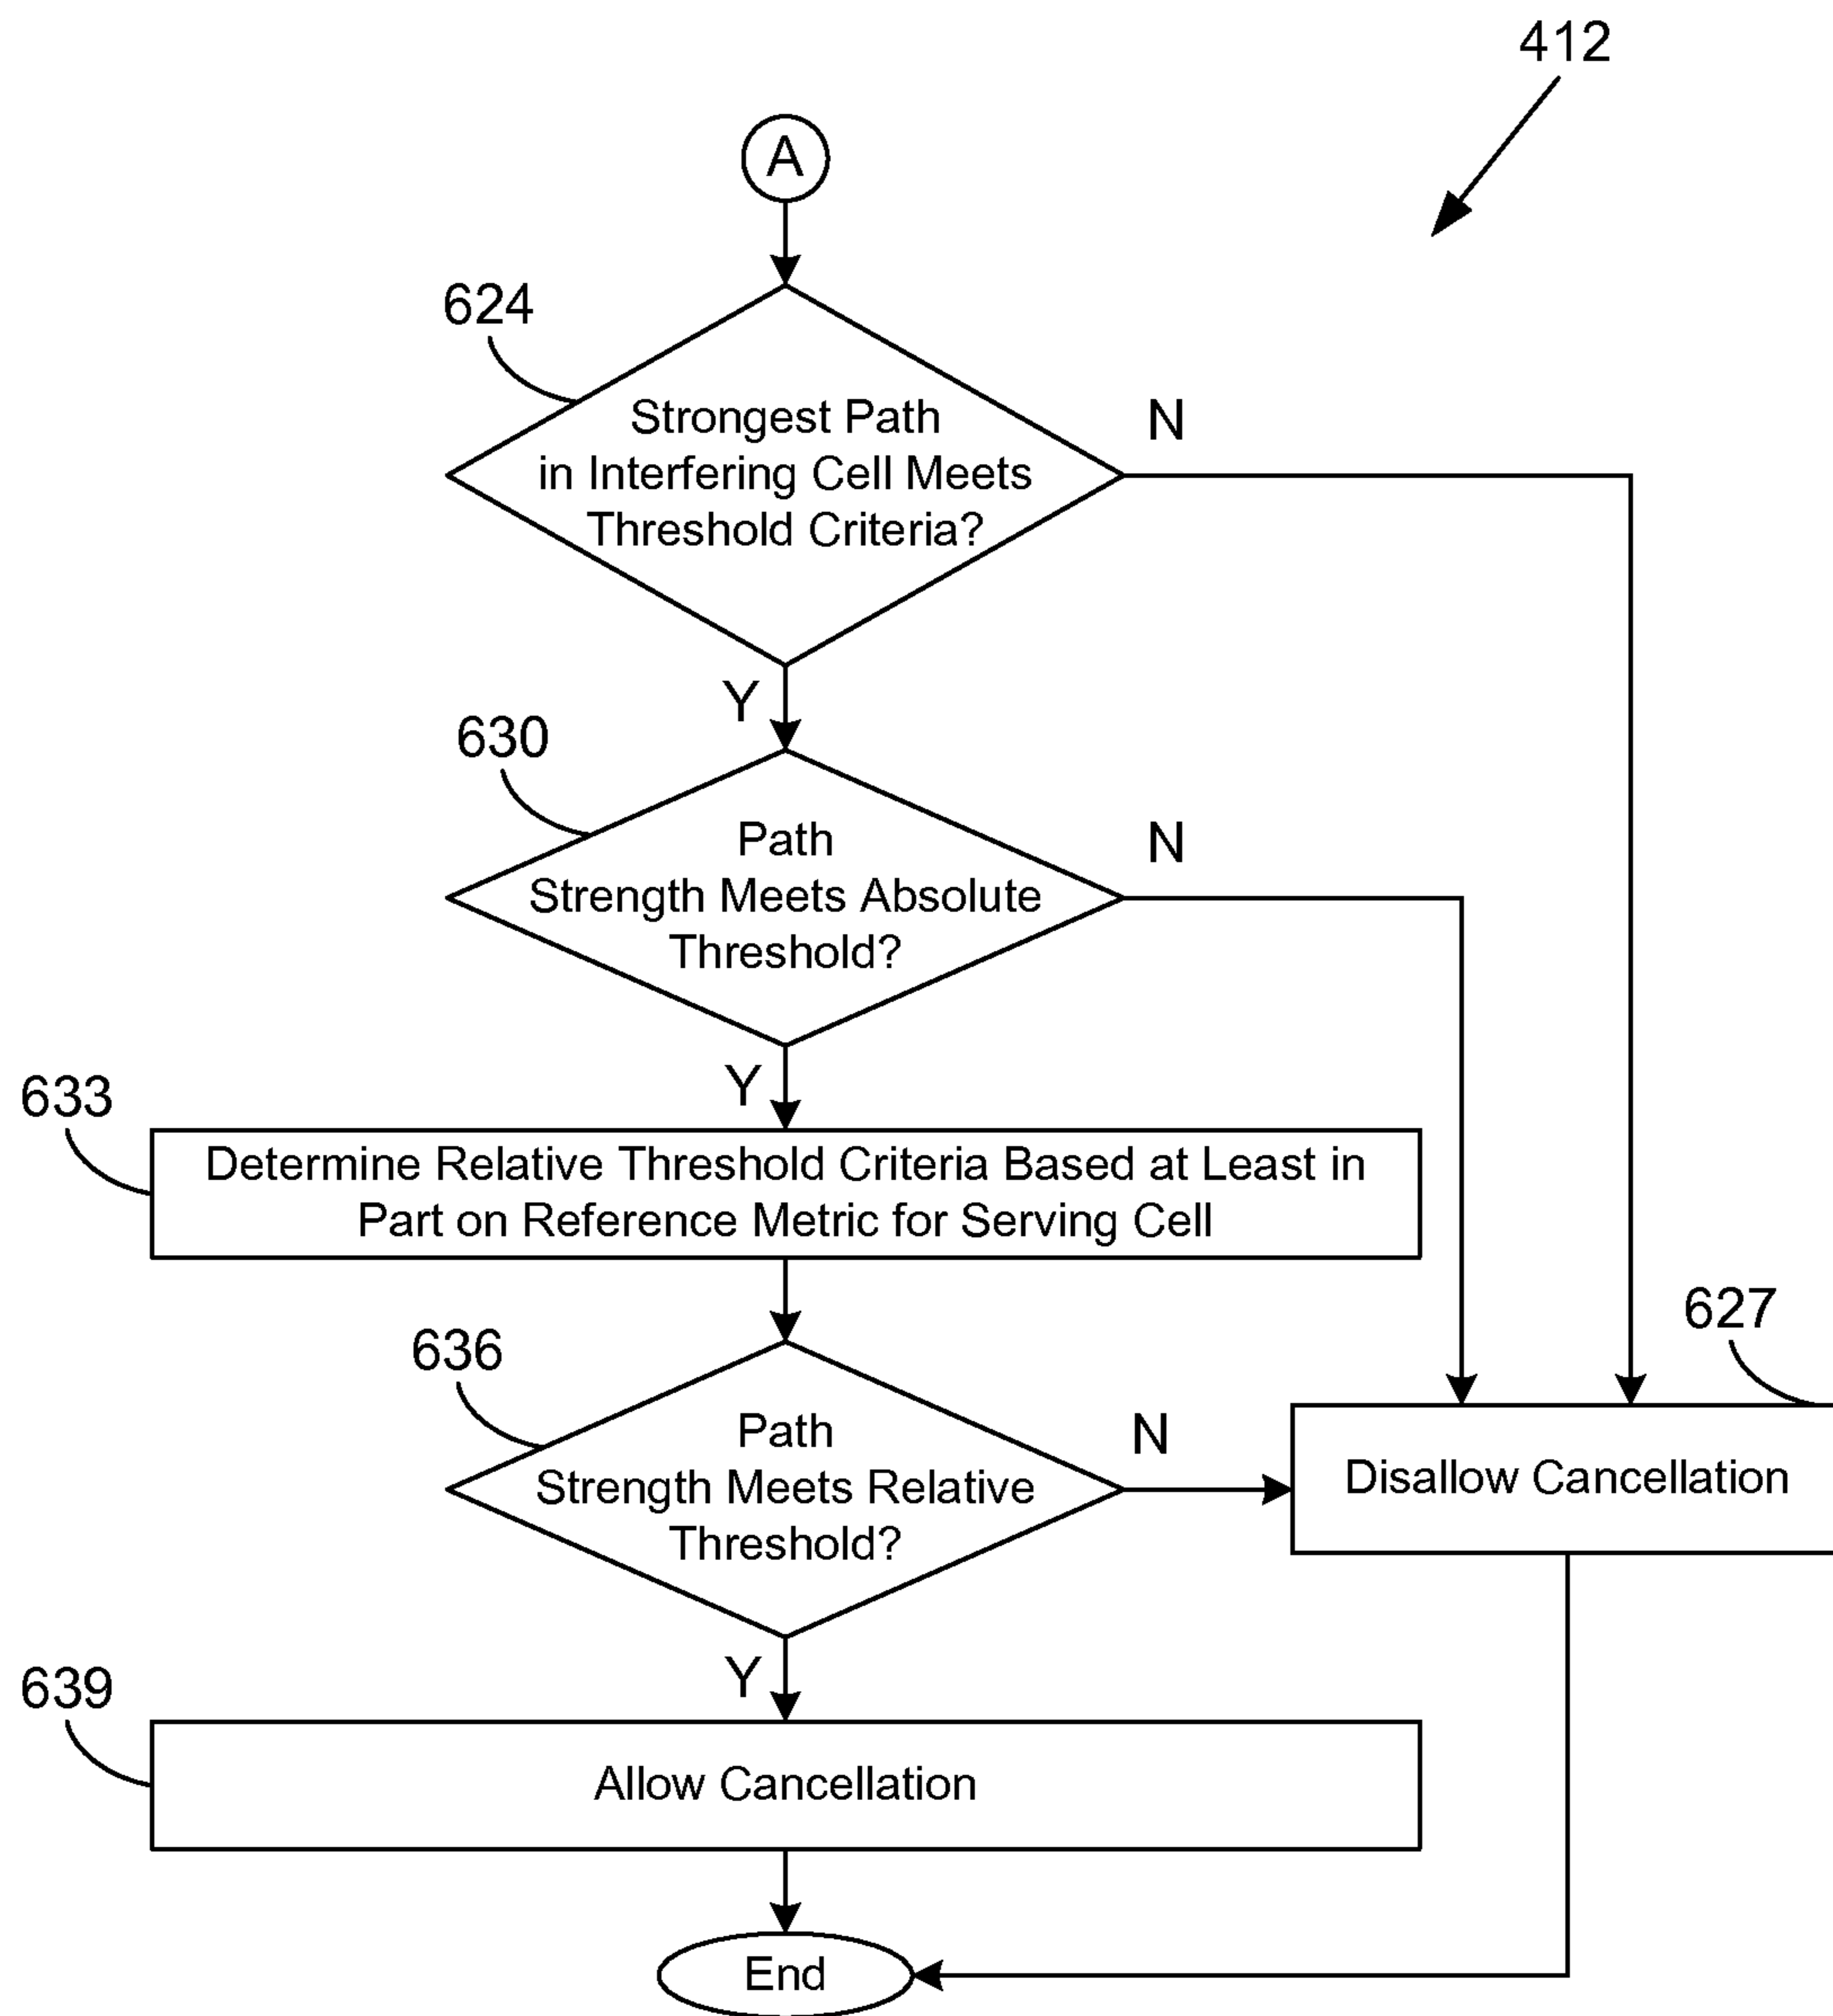 412
A
624
Strongest Path
in Interfering Cell Meets
Threshold Criteria?
N
Y
630
Path
Strength Meets Absolute
Threshold?
N
Y
633
Determine Relative Threshold Criteria Based at Least in
Part on Reference Metric for Serving Cell
627
636
Path
Strength Meets Relative
Threshold?
N
Disallow Cancellation
Y
639
Allow Cancellation
End